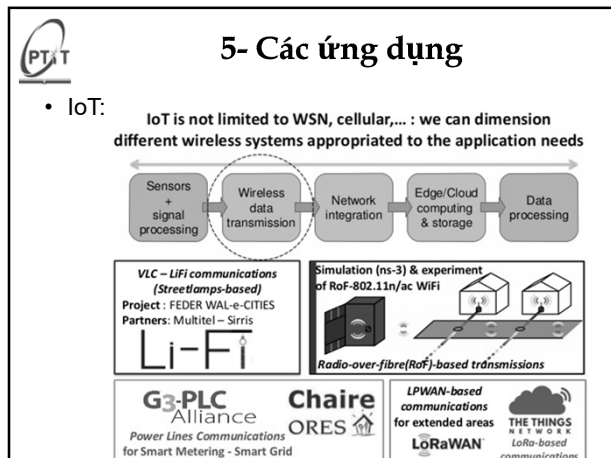 PTiT
5- Các ứng dụng
• IoT:
IoT is not limited to WSN, cellular,... : we can dimension
different wireless systems appropriated to the application needs
Sensors
+
signal
processing
Wireless
data
transmission
Network
integration
Edge/Cloud
computing
& storage
Data
processing
VLC – LiFi communications
(Streetlamps-based)
Project : FEDER WAL-e-CITIES
Partners: Multitel – Sirris
Li-Fi
Simulation (ns-3) & experiment
of RoF-802.11n/ac WiFi
Radio-over-fibre(RoF)-based transmissions
G3-PLC
Alliance
Chaire
ORES
Power Lines Communications
for Smart Metering - Smart Grid
LPWAN-based
communications
for extended areas
LoRaWAN
THE THINGS
NETWORK
LoRa-based
communications